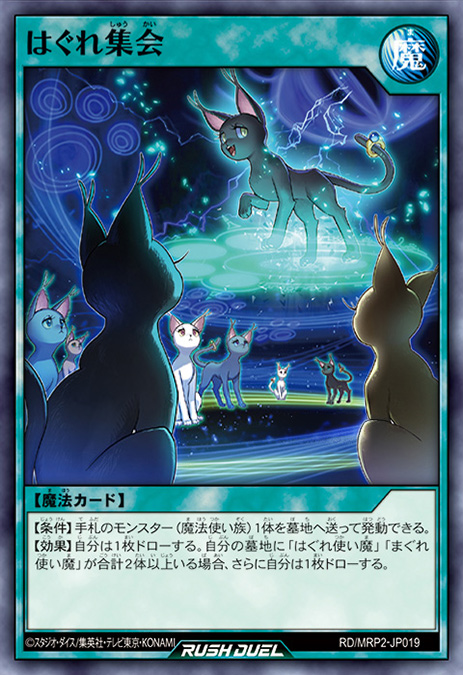 はぐれ集会
魔
【魔法カード】
【条件】手札のモンスター(魔法使い族)1体を墓地へ送って発動できる。
【効果】自分は1枚ドローする。自分の墓地に「はぐれ使い魔」「まぐれ
使い魔」が合計2体以上いる場合、さらに自分は1枚ドローする。
©スタジオ・ダイス/集英社・テレビ東京・KONAMI
RUSH DUEL
RD/MRP2-JP019